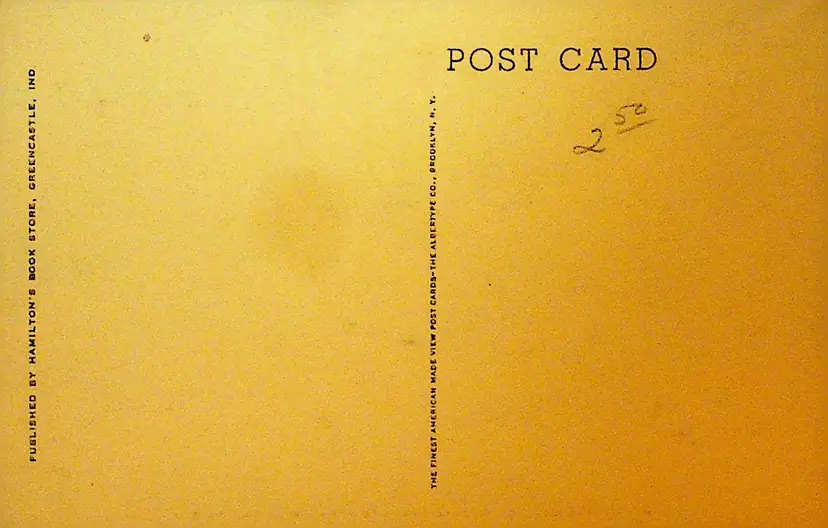 POST CARD
2 50
PUBLISHED BY HAMILTON'S BOOK STORE, GREENCASTLE, IND
THE FINEST AMERICAN MADE VIEW POST CARDS-THE ALBERTYPE CO., BROOKLYN, N. Y.